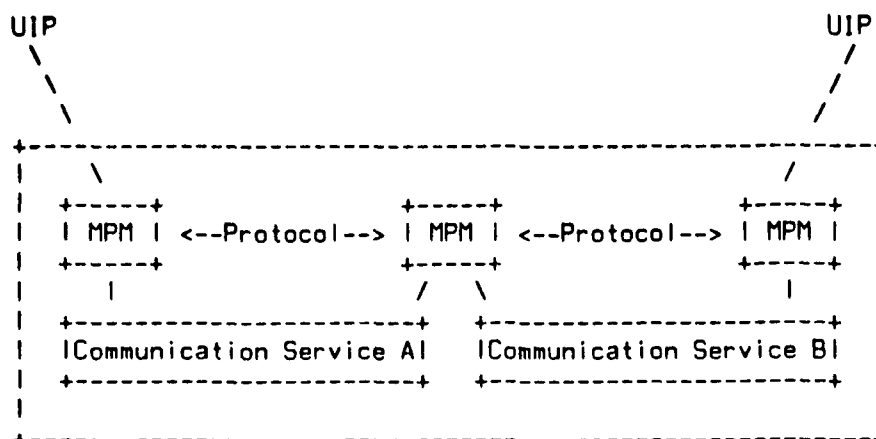 UIP UIP
MPM <--Protocol--> MPM <--Protocol--> MPM
Communication Service A Communication Service B